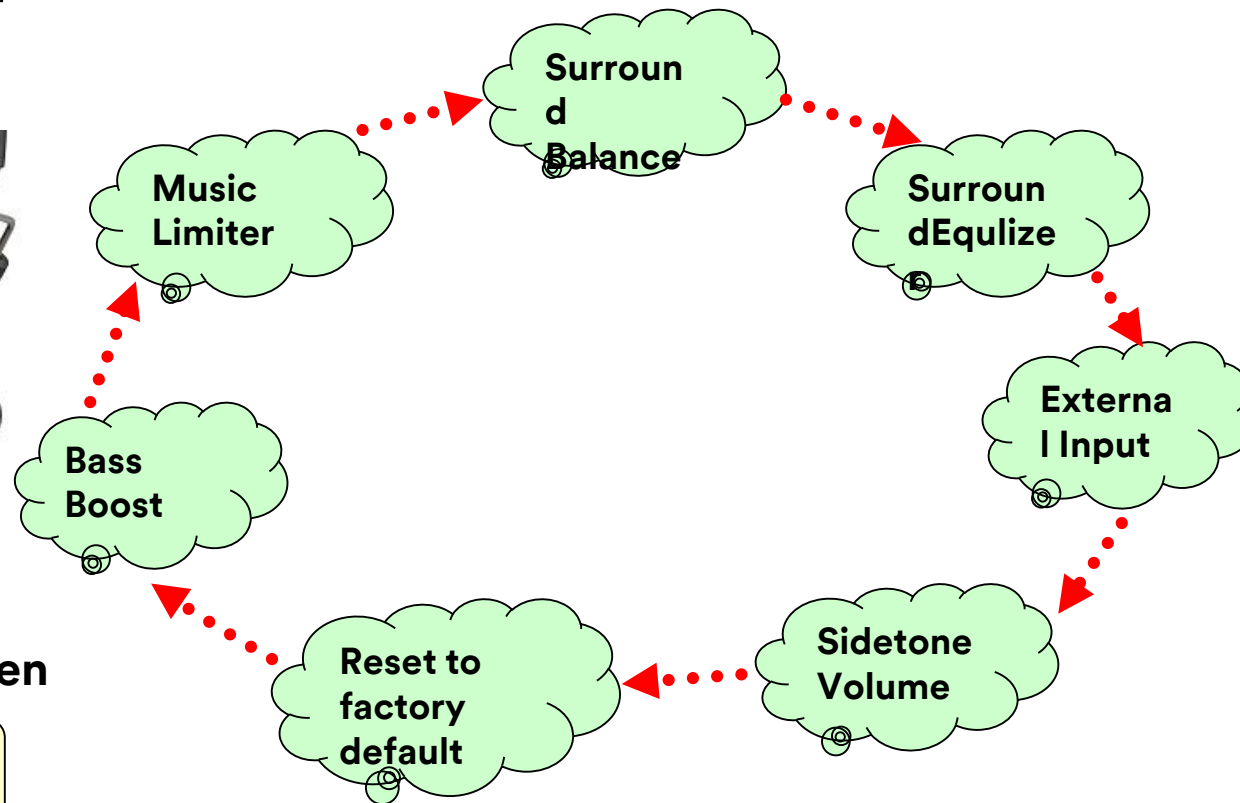 Surroun
d
Balance
Music
Limiter
Surroun
dEqulize
r
Externa
l Input
Bass
Boost
Sidetone
Volume
Reset to
factory
default
en